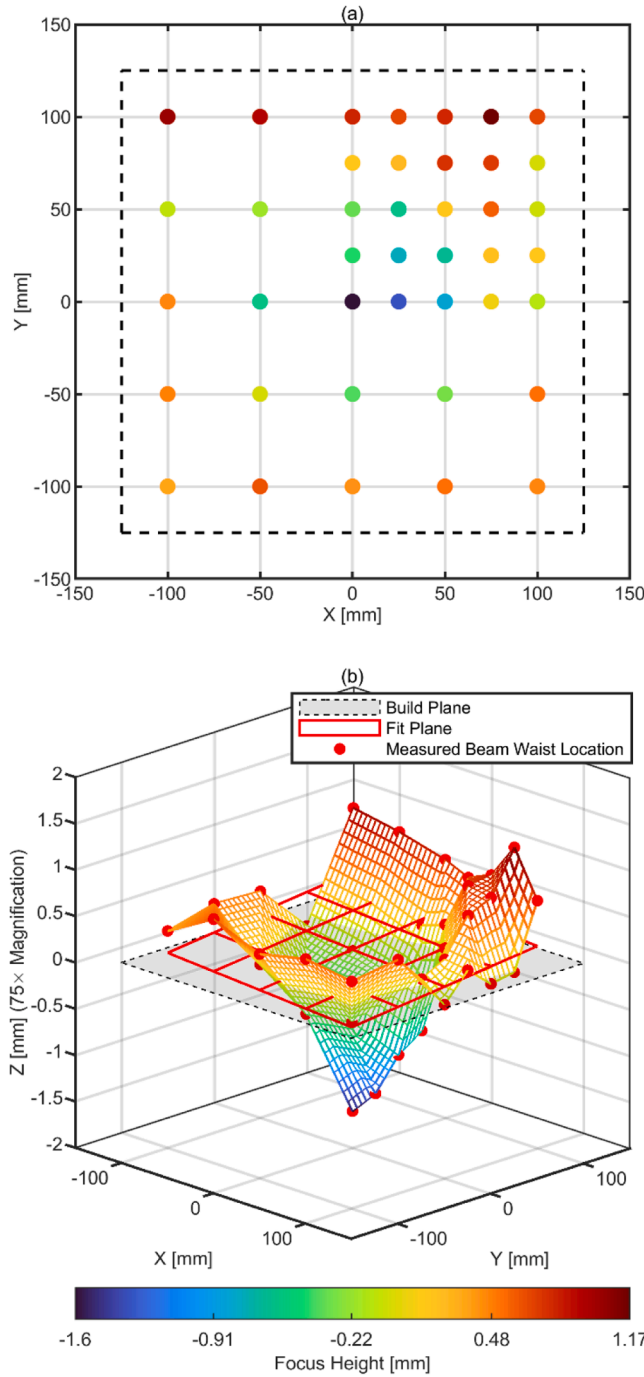 (a)
150
100
50
0
-50
-100
-150
Y [mm]
-150 -100 -50 0 50 100 150
X [mm]
(b)
Build Plane
Fit Plane
Measured Beam Waist Location
2
1.5
1
0.5
0
-0.5
-1
-1.5
-2
Z [mm] (75× Magnification)
-100 0 100
X [mm]
-100 0 100
Y [mm]
-1.6 -0.91 -0.22 0.48 1.17
Focus Height [mm]